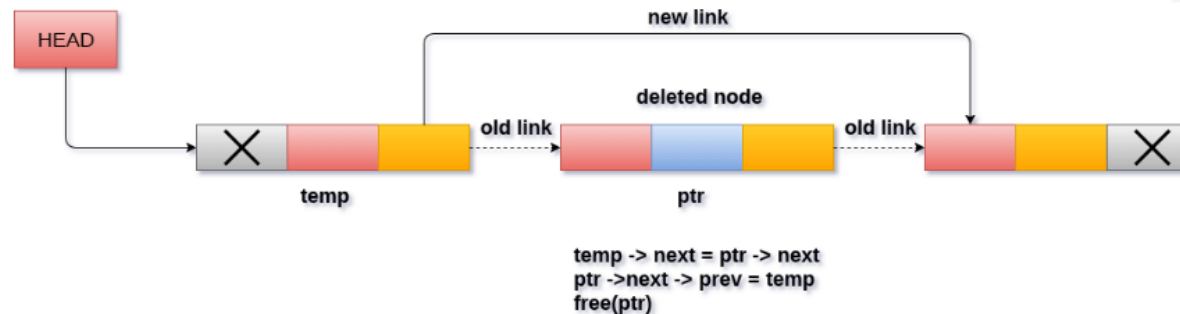 new link
HEAD
deleted node
old link
old link
temp
ptr
temp -> next = ptr -> next
ptr ->next -> prev = temp
free(ptr)